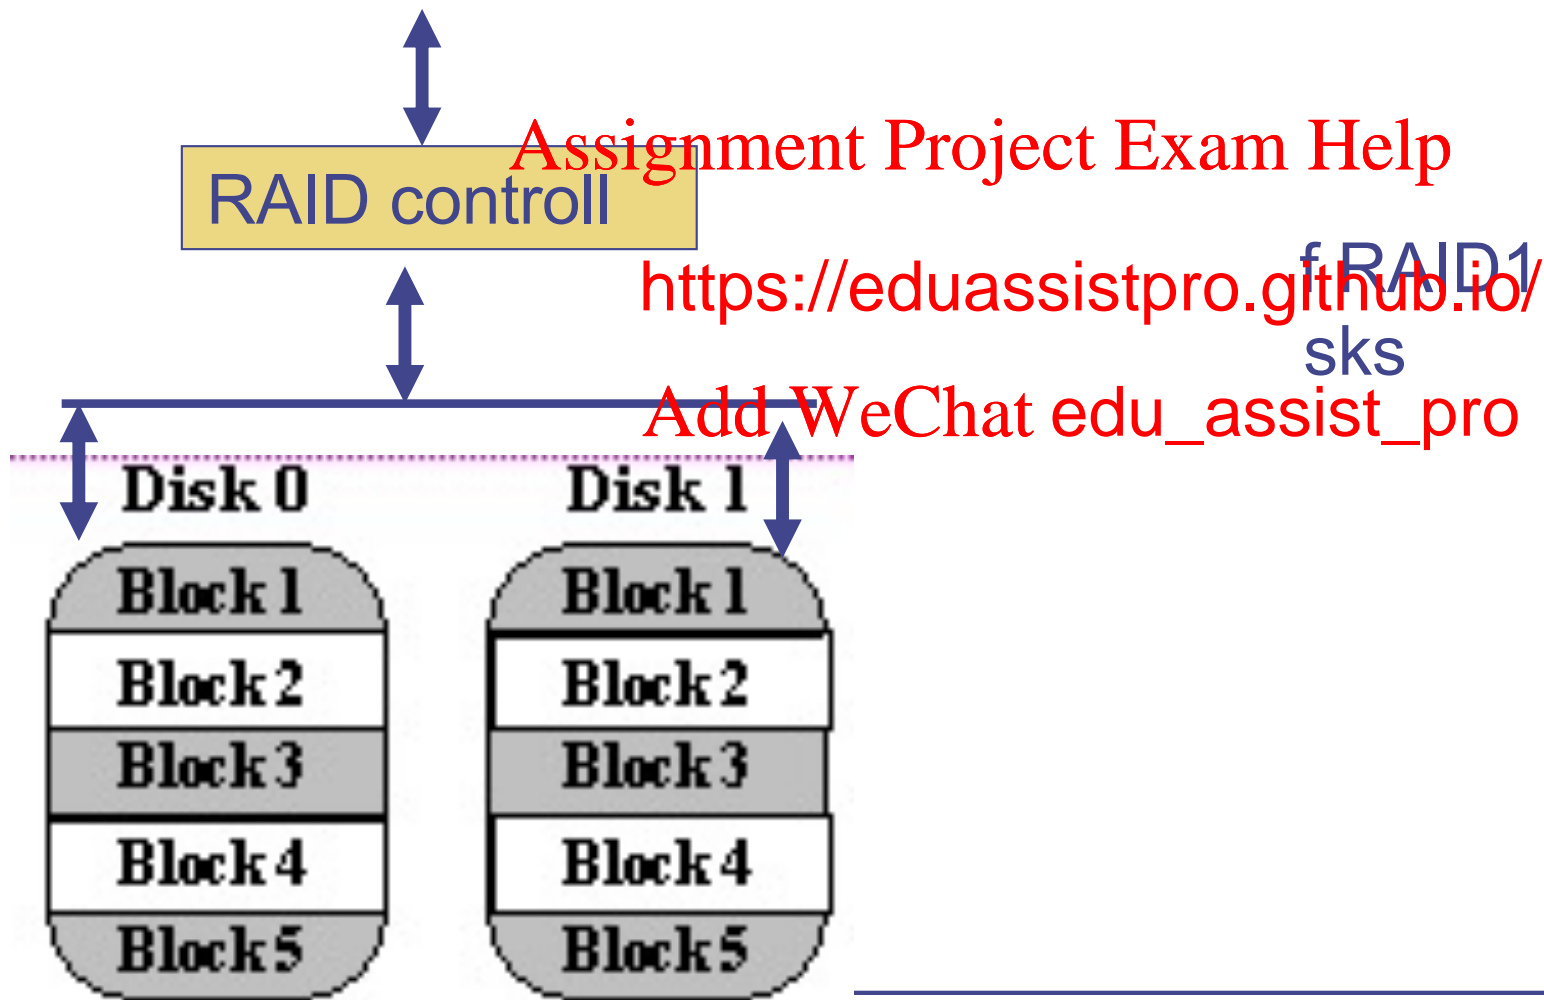 Assignment Project Exam Help
RAID controll
f RAID1
https://eduassistpro.github.io/
sks
Add WeChat edu_assist_pro
Disk 0 Disk 1
Block 1 Block 1
Block 2 Block 2
Block 3 Block 3
Block 4 Block 4
Block 5 Block 5